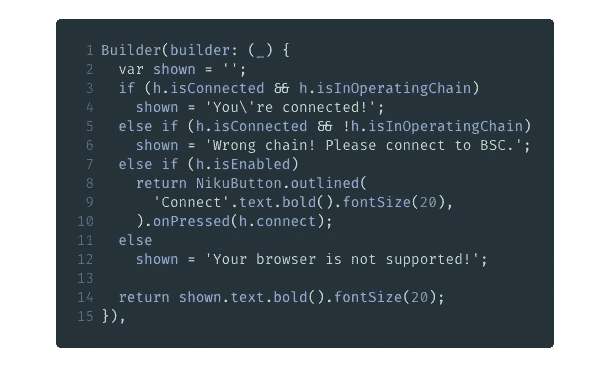 1 Builder(builder: (_) {
2   var shown = '';
3   if (h.isConnected && h.isInOperatingChain)
4     shown = 'You\'re connected!';
5   else if (h.isConnected && !h.isInOperatingChain)
6     shown = 'Wrong chain! Please connect to BSC.';
7   else if (h.isEnabled)
8     return NikuButton.outlined(
9       'Connect'.text.bold().fontSize(20),
10     ).onPressed(h.connect);
11   else
12     shown = 'Your browser is not supported!';
13
14   return shown.text.bold().fontSize(20);
15 }),